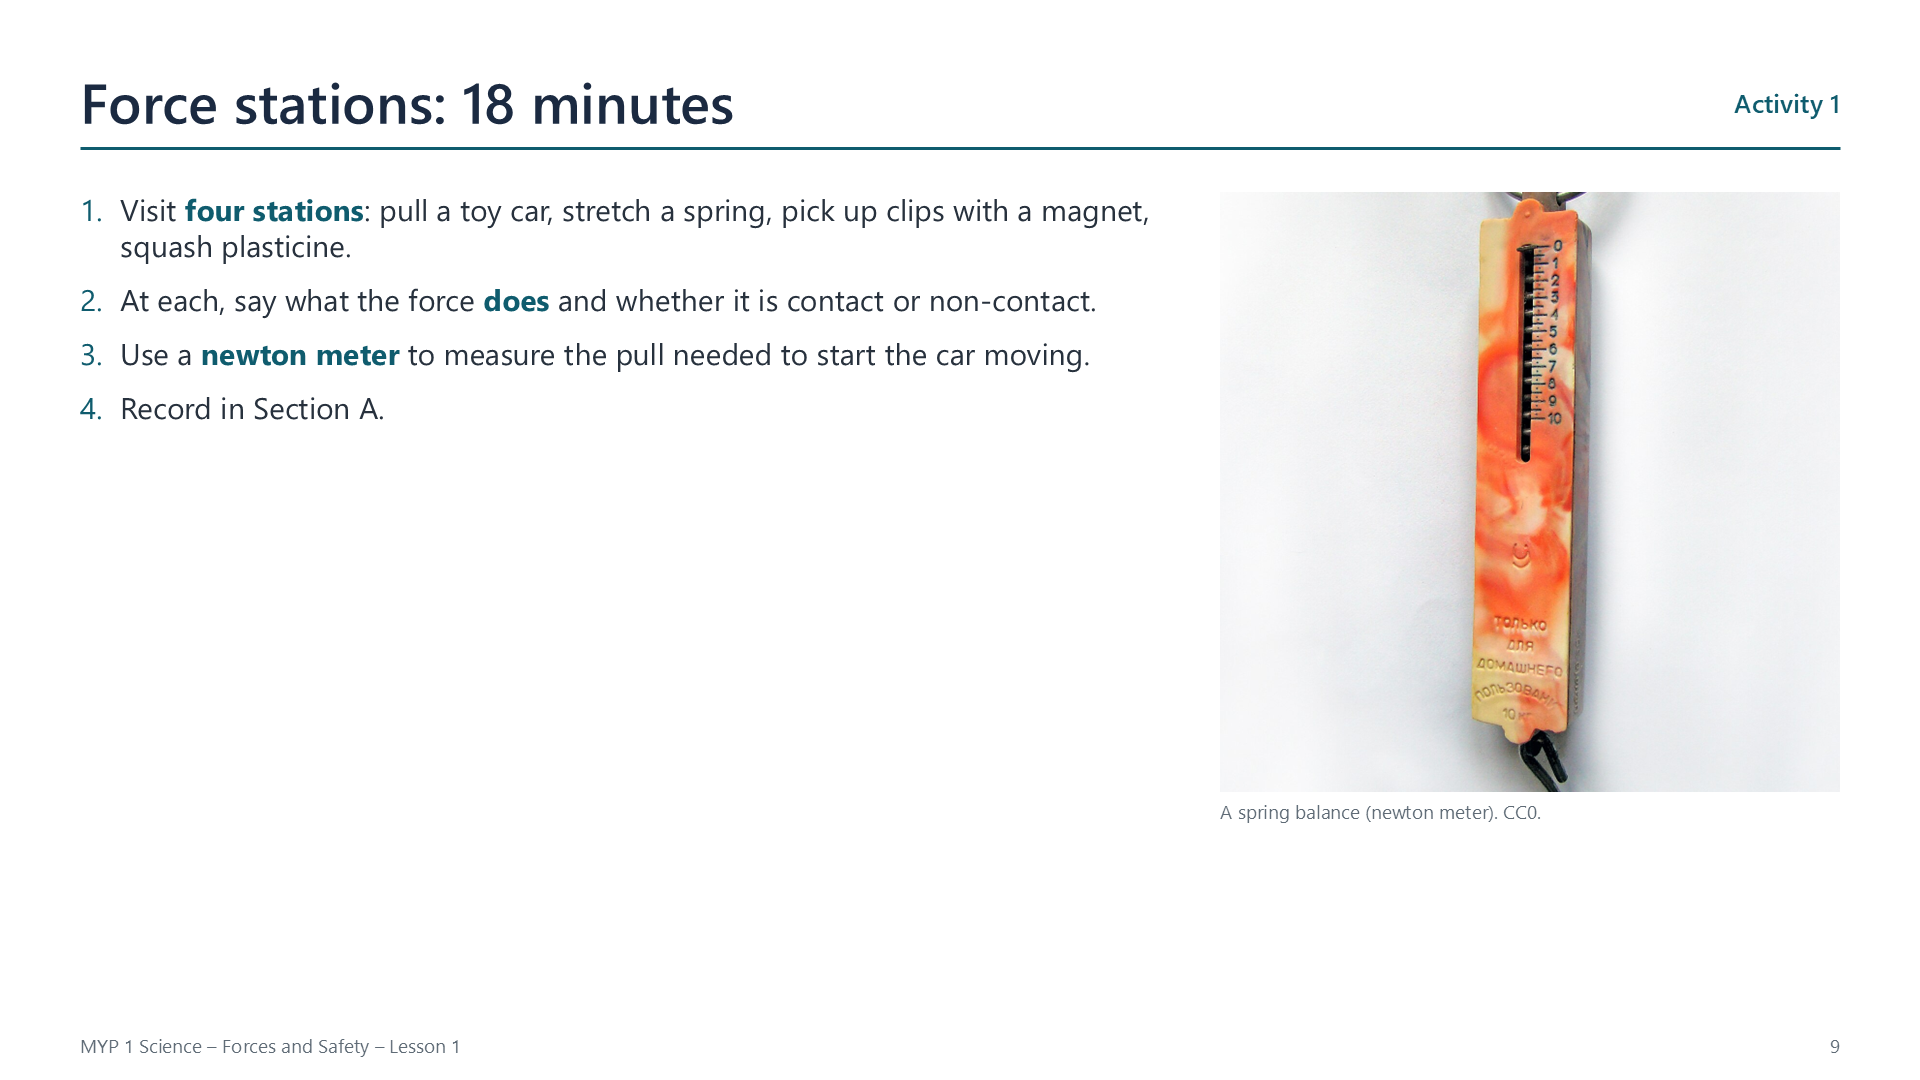 Force stations: 18 minutes
Activity 1
1. Visit four stations: pull a toy car, stretch a spring, pick up clips with a magnet,
squash plasticine.
2. At each, say what the force does and whether it is contact or non-contact.
3. Use a newton meter to measure the pull needed to start the car moving.
4. Record in Section A.
0
1
2
3
4
5
6
7
8
9
10
ТОЛЬКО
ДЛЯ
ДОМАШНЕГО
10 кг
A spring balance (newton meter). CC0.
MYP 1 Science – Forces and Safety – Lesson 1
9